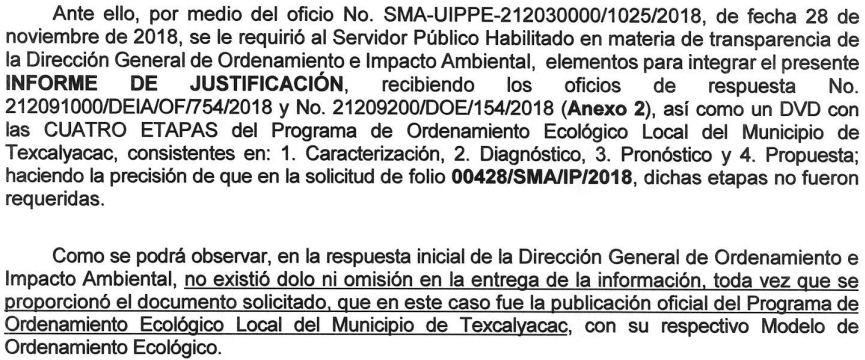 Ante ello, por medio del oficio No. SMA-UIPPE-212030000/1025/2018, de fecha 28 de
noviembre de 2018, se le requirió al Servidor Público Habilitado en materia de transparencia de
la Dirección General de Ordenamiento e Impacto Ambiental, elementos para integrar el presente
INFORME DE JUSTIFICACIÓN, recibiendo los oficios de respuesta No.
212091000/DEIA/OF/754/2018 y No. 21209200/DOE/154/2018 (Anexo 2), así como un DVD con
las CUATRO ETAPAS del Programa de Ordenamiento Ecológico Local del Municipio de
Texcalyacac, consistentes en: 1. Caracterización, 2. Diagnóstico, 3. Pronóstico y 4. Propuesta;
haciendo la precisión de que en la solicitud de folio 00428/SMA/IP/2018, dichas etapas no fueron
requeridas.
Como se podrá observar, en la respuesta inicial de la Dirección General de Ordenamiento e
Impacto Ambiental, no existió dolo ni omisión en la entrega de la información, toda vez que se
proporcionó el documento solicitado, que en este caso fue la publicación oficial del Programa de
Ordenamiento Ecológico Local del Municipio de Texcalyacac, con su respectivo Modelo de
Ordenamiento Ecológico.